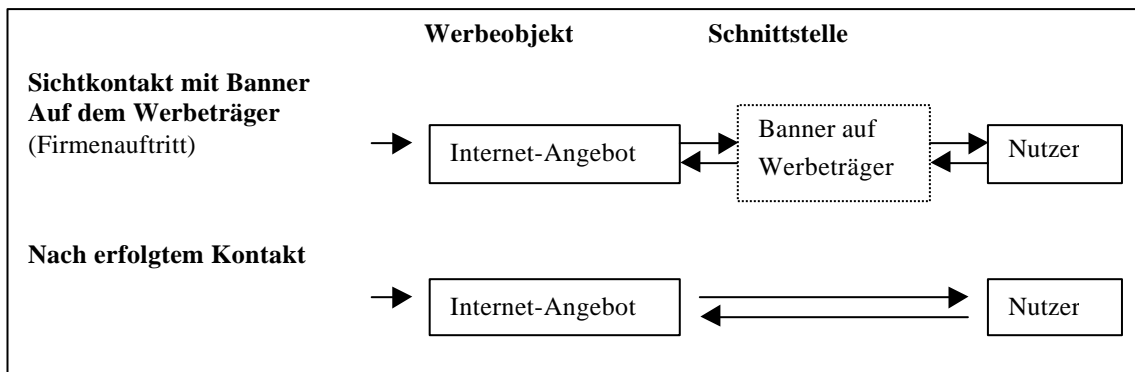 Werbeobjekt Schnittstelle
Sichtkontakt mit Banner
Auf dem Werbeträger
(Firmenauftritt)
Internet-Angebot
Banner auf
Werbeträger
Nutzer
Nach erfolgtem Kontakt
Internet-Angebot
Nutzer